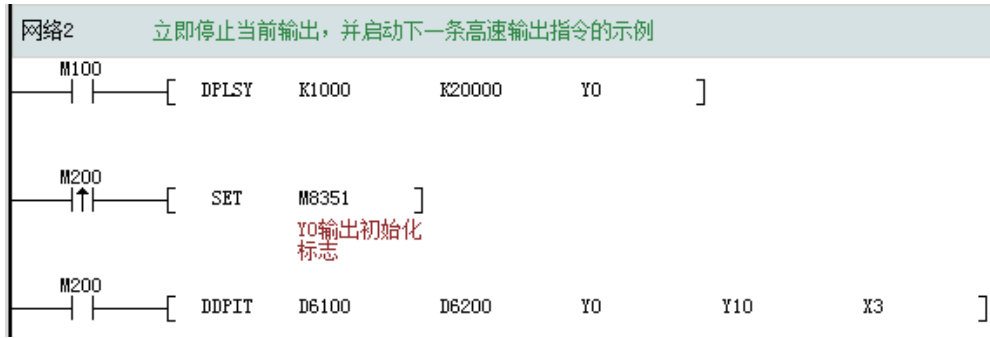 网络2 立即停止当前输出，并启动下一条高速输出指令的示例
M100
DPLSY K1000 K20000 Y0
M200
SET M8351
Y0输出初始化
标志
M200
DDPIT D6100 D6200 Y0 Y10 X3